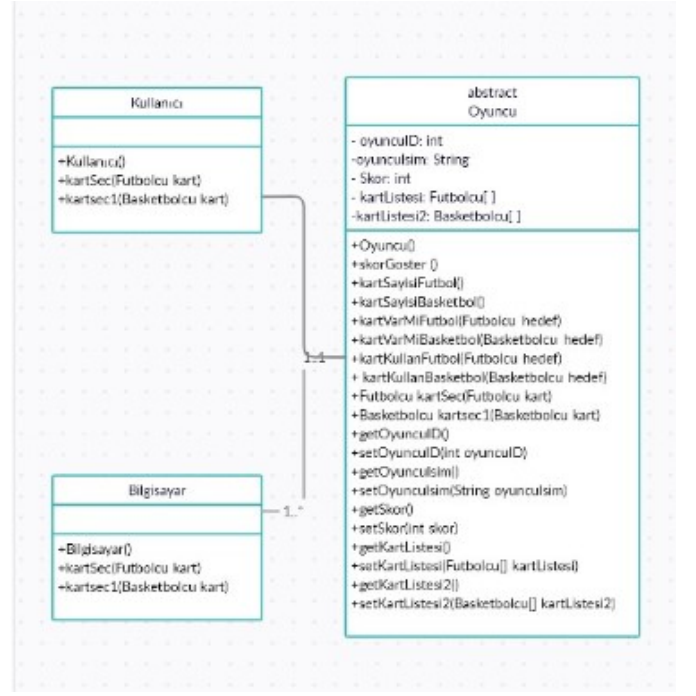 Kullanıcı
+Kullanıcı()
+kartSec(Futbolcu kart)
+kartsec1(Basketbolcu kart)
abstract
Oyuncu
- oyunculD: int
-oyunculsim: String
- Skor: int
- kartListesi: Futbolcu[ ]
-kartListesi2: Basketbolcu[ ]
+Oyuncu()
+skorGoster ()
+kartSayisiFutbol()
+kartSayisiBasketbol()
+kartVarMiFutbol(Futbolcu hedef)
+kartVarMiBasketbol(Basketbolcu hedef)
+kartKullanFutbol(Futbolcu hedef)
+ kartKullanBasketbol(Basketbolcu hedef)
+Futbolcu kartSec(Futbolcu kart)
+Basketbolcu kartsec1(Basketbolcu kart)
+getOyuncuID()
+setOyuncuID(int oyuncuID)
+getOyuncuIsim()
+setOyuncuIsim(String oyuncuIsim)
+getSkor()
+setSkor(int skor)
+getKartListesi()
+setKartListesi(Futbolcu[] kartListesi)
+getKartListesi2()
+setKartListesi2(Basketbolcu[] kartListesi2)
1..1
Bilgisayar
+Bilgisayar()
+kartSec(Futbolcu kart)
+kartsec1(Basketbolcu kart)
1..*